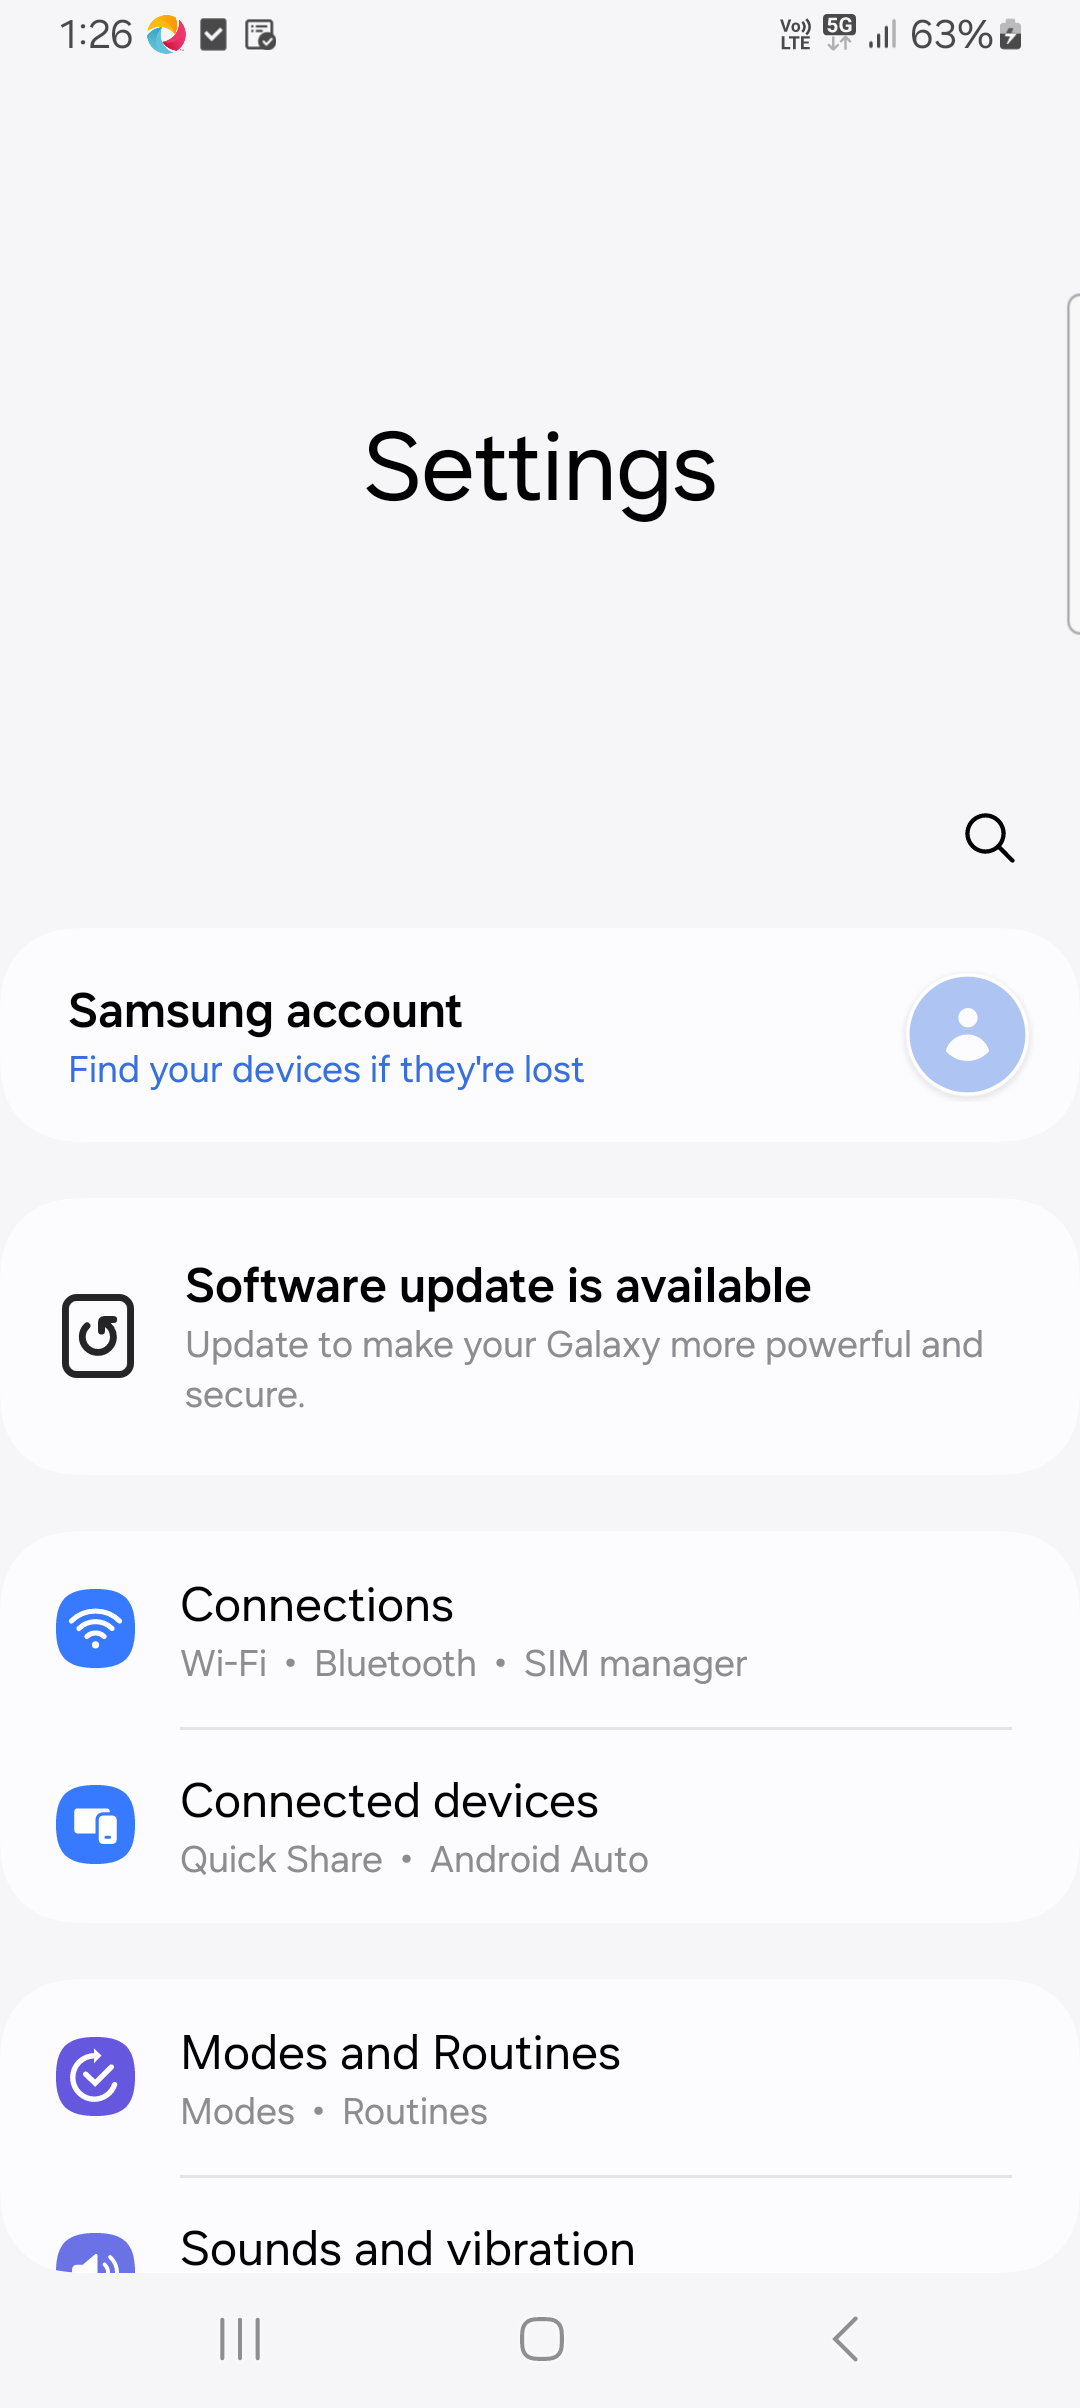 1:26 Vo)) LTE 5G 63%
Settings
Samsung account
Find your devices if they're lost
Software update is available
Update to make your Galaxy more powerful and
secure.
Connections
Wi-Fi • Bluetooth • SIM manager
Connected devices
Quick Share • Android Auto
Modes and Routines
Modes • Routines
Sounds and vibration